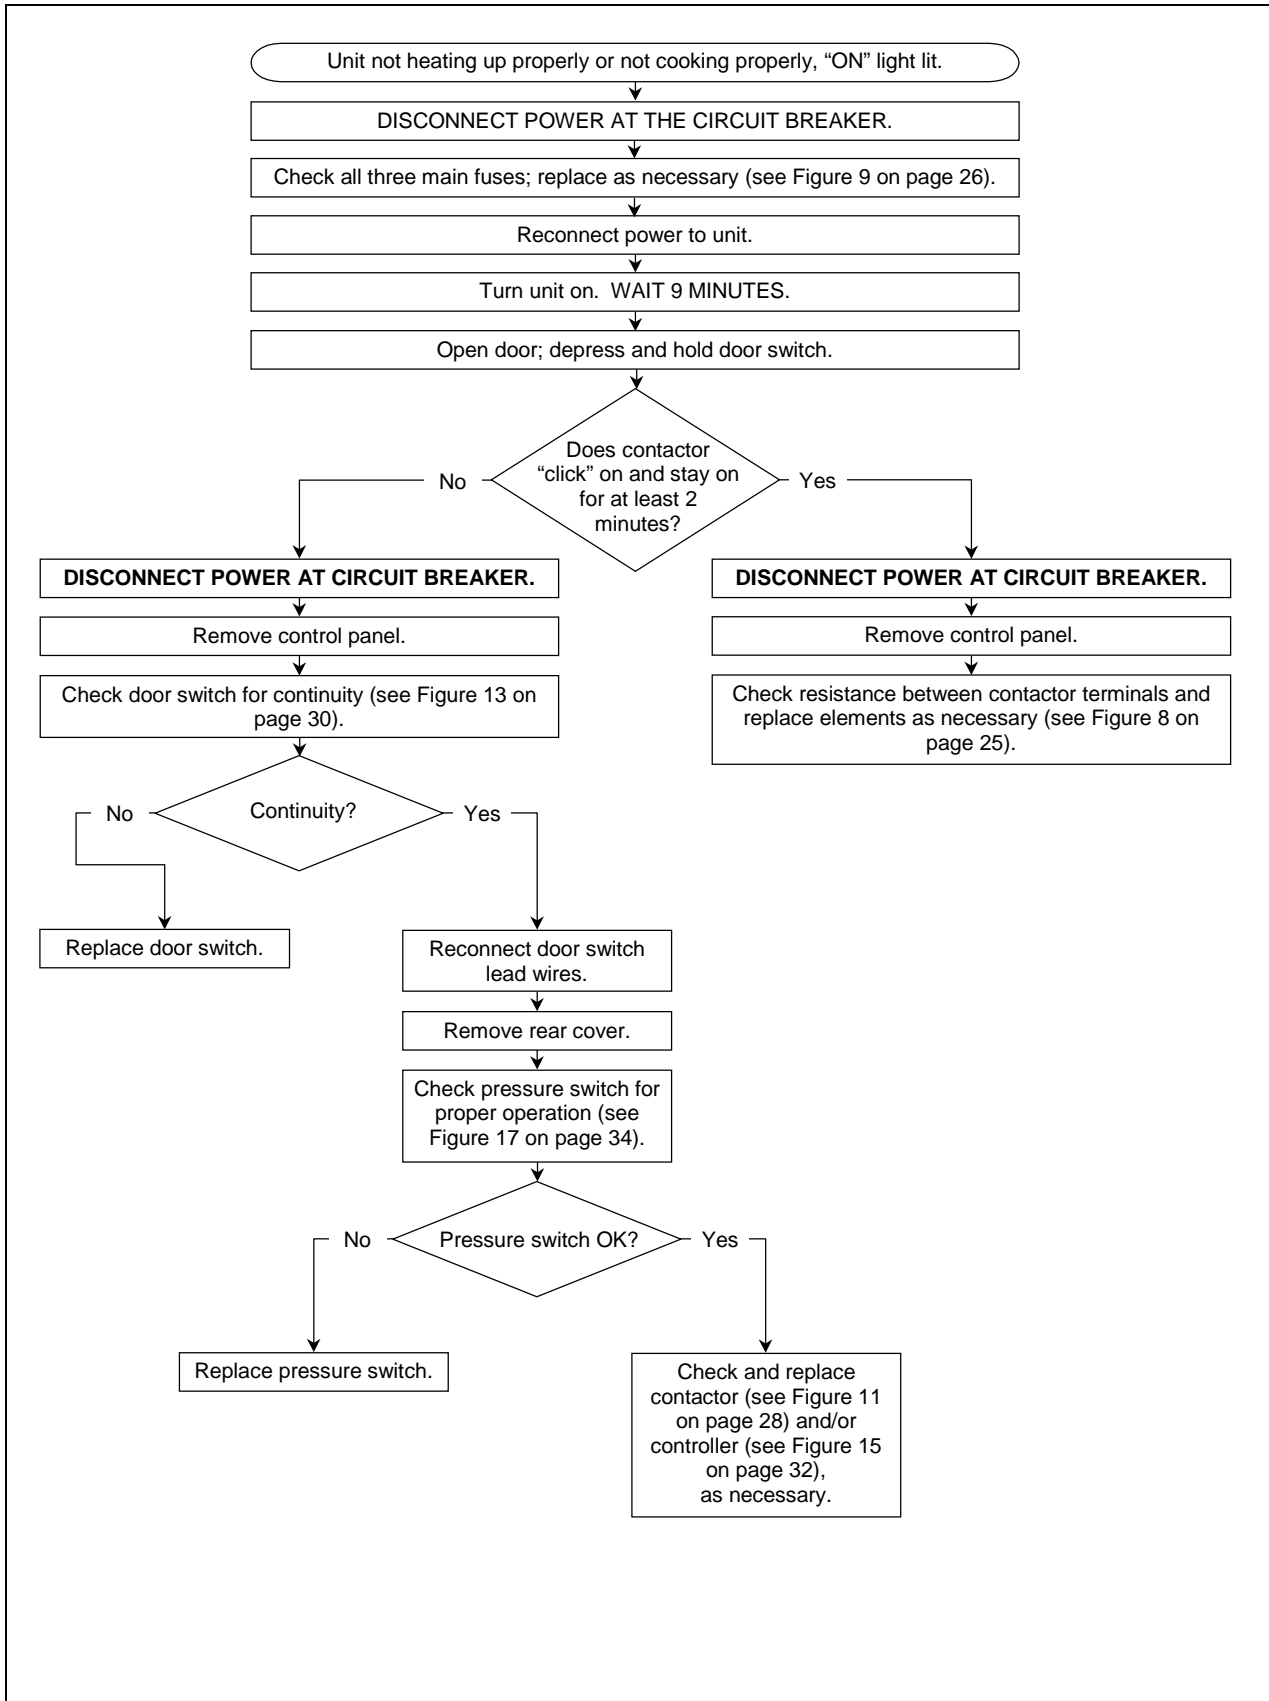 Unit not heating up properly or not cooking properly, “ON” light lit.
DISCONNECT POWER AT THE CIRCUIT BREAKER.
Check all three main fuses; replace as necessary (see Figure 9 on page 26).
Reconnect power to unit.
Turn unit on.  WAIT 9 MINUTES.
Open door; depress and hold door switch.
Does contactor
“click” on and stay on
for at least 2
minutes?
No
Yes
DISCONNECT POWER AT CIRCUIT BREAKER.
Remove control panel.
Check door switch for continuity (see Figure 13 on
page 30).
DISCONNECT POWER AT CIRCUIT BREAKER.
Remove control panel.
Check resistance between contactor terminals and
replace elements as necessary (see Figure 8 on
page 25).
Continuity?
No
Yes
Replace door switch.
Reconnect door switch
lead wires.
Remove rear cover.
Check pressure switch for
proper operation (see
Figure 17 on page 34).
Pressure switch OK?
No
Yes
Replace pressure switch.
Check and replace
contactor (see Figure 11
on page 28) and/or
controller (see Figure 15
on page 32),
as necessary.